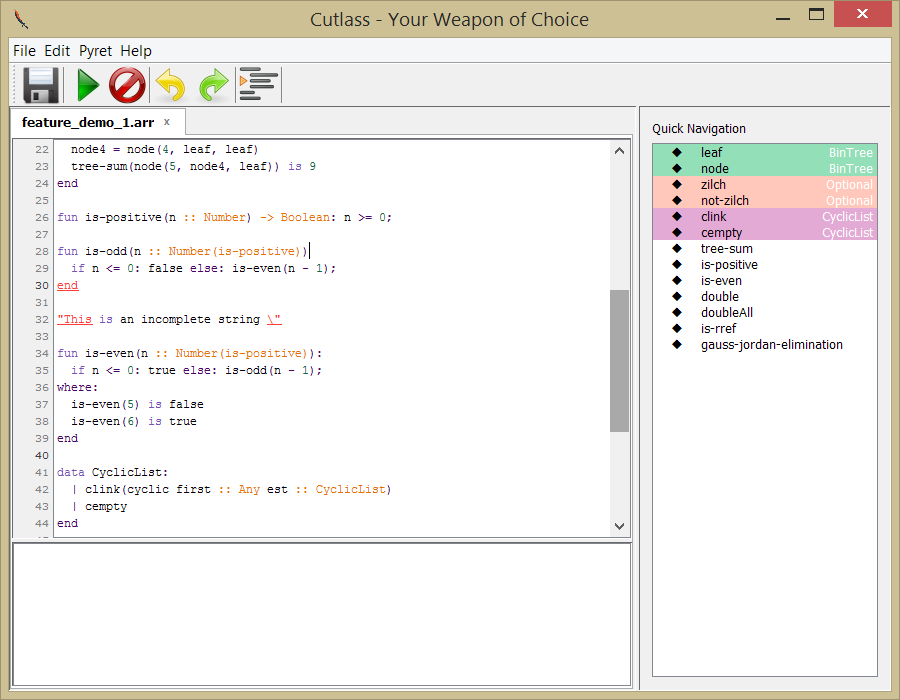 Cutlass - Your Weapon of Choice
File Edit Pyret Help
feature_demo_1.arr x
22 node4 = node(4, leaf, leaf)
23 tree-sum(node(5, node4, leaf)) is 9
24 end
25
26 fun is-positive(n :: Number) -> Boolean: n >= 0;
27
28 fun is-odd(n :: Number(is-positive))
29 if n <= 0: false else: is-even(n - 1);
30 end
31
32 "This is an incomplete string \"
33
34 fun is-even(n :: Number(is-positive)):
35 if n <= 0: true else: is-odd(n - 1);
36 where:
37 is-even(5) is false
38 is-even(6) is true
39 end
40
41 data CyclicList:
42 | clink(cyclic first :: Any est :: CyclicList)
43 | cempty
44 end
Quick Navigation
leaf BinTree
node BinTree
zilch Optional
not-zilch Optional
clink CyclicList
cempty CyclicList
tree-sum
is-positive
is-even
double
doubleAll
is-rref
gauss-jordan-elimination